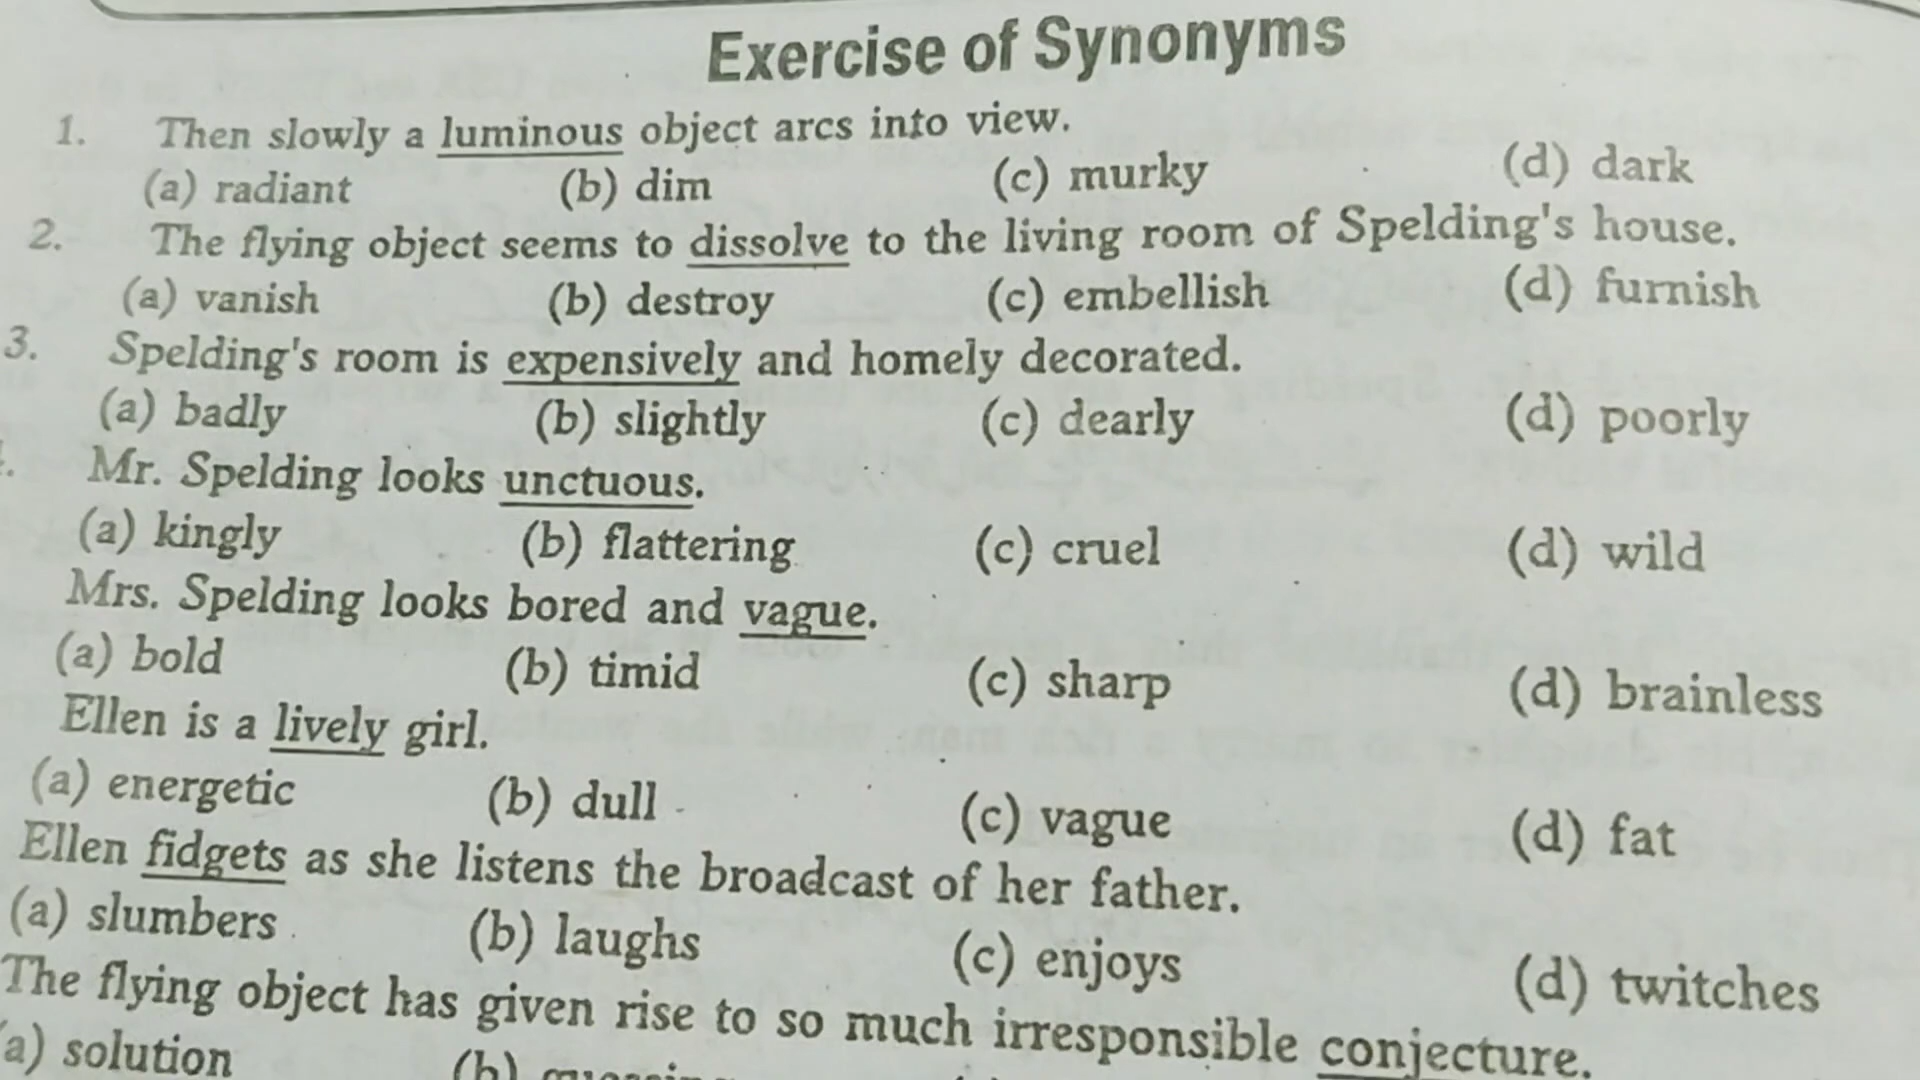 Exercise of Synonyms
1. Then slowly a luminous object arcs into view.
(a) radiant (b) dim (c) murky (d) dark
2. The flying object seems to dissolve to the living room of Spelding's house.
(a) vanish (b) destroy (c) embellish (d) furnish
3. Spelding's room is expensively and homely decorated.
(a) badly (b) slightly (c) dearly (d) poorly
Mr. Spelding looks unctuous.
(a) kingly (b) flattering (c) cruel (d) wild
Mrs. Spelding looks bored and vague.
(a) bold (b) timid (c) sharp (d) brainless
Ellen is a lively girl.
(a) energetic (b) dull (c) vague (d) fat
Ellen fidgets as she listens the broadcast of her father.
(a) slumbers (b) laughs (c) enjoys (d) twitches
The flying object has given rise to so much irresponsible conjecture.
a) solution (b)